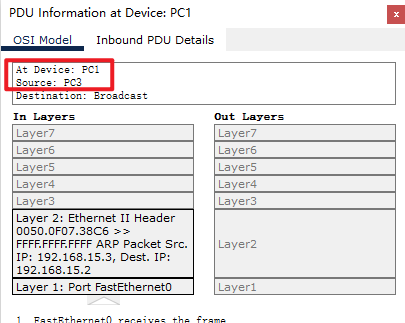 PDU Information at Device: PC1
OSI Model Inbound PDU Details
At Device: PC1
Source: PC3
Destination: Broadcast
In Layers Out Layers
Layer7 Layer7
Layer6 Layer6
Layer5 Layer5
Layer4 Layer4
Layer3 Layer3
Layer 2: Ethernet II Header
0050.0F07.38C6 >>
FFFF.FFFF.FFFF ARP Packet Src.
IP: 192.168.15.3, Dest. IP:
192.168.15.2
Layer2
Layer 1: Port FastEthernet0 Layer1
1. FastEthernet0 receives the frame.